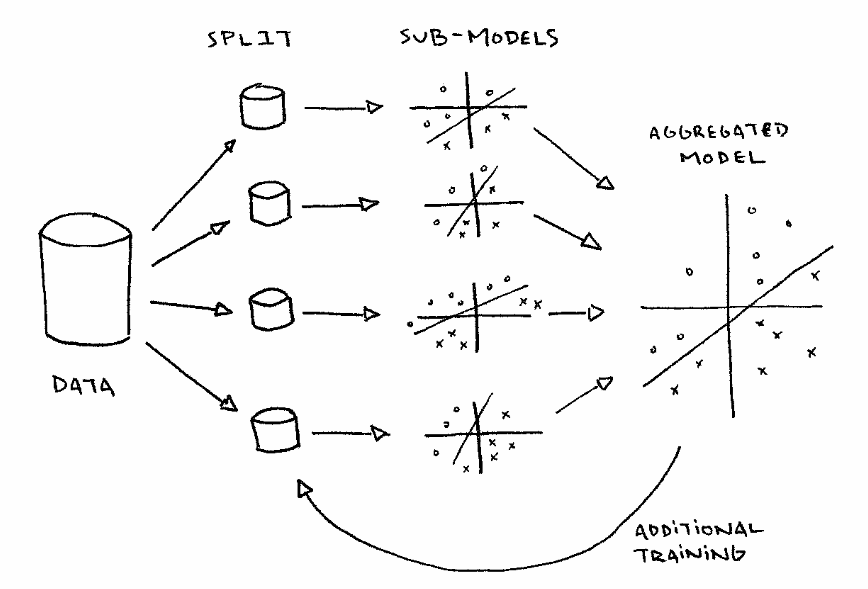 SPLIT
SUB-MODELS
AGGREGATED
MODEL
DATA
ADDITIONAL
TRAINING